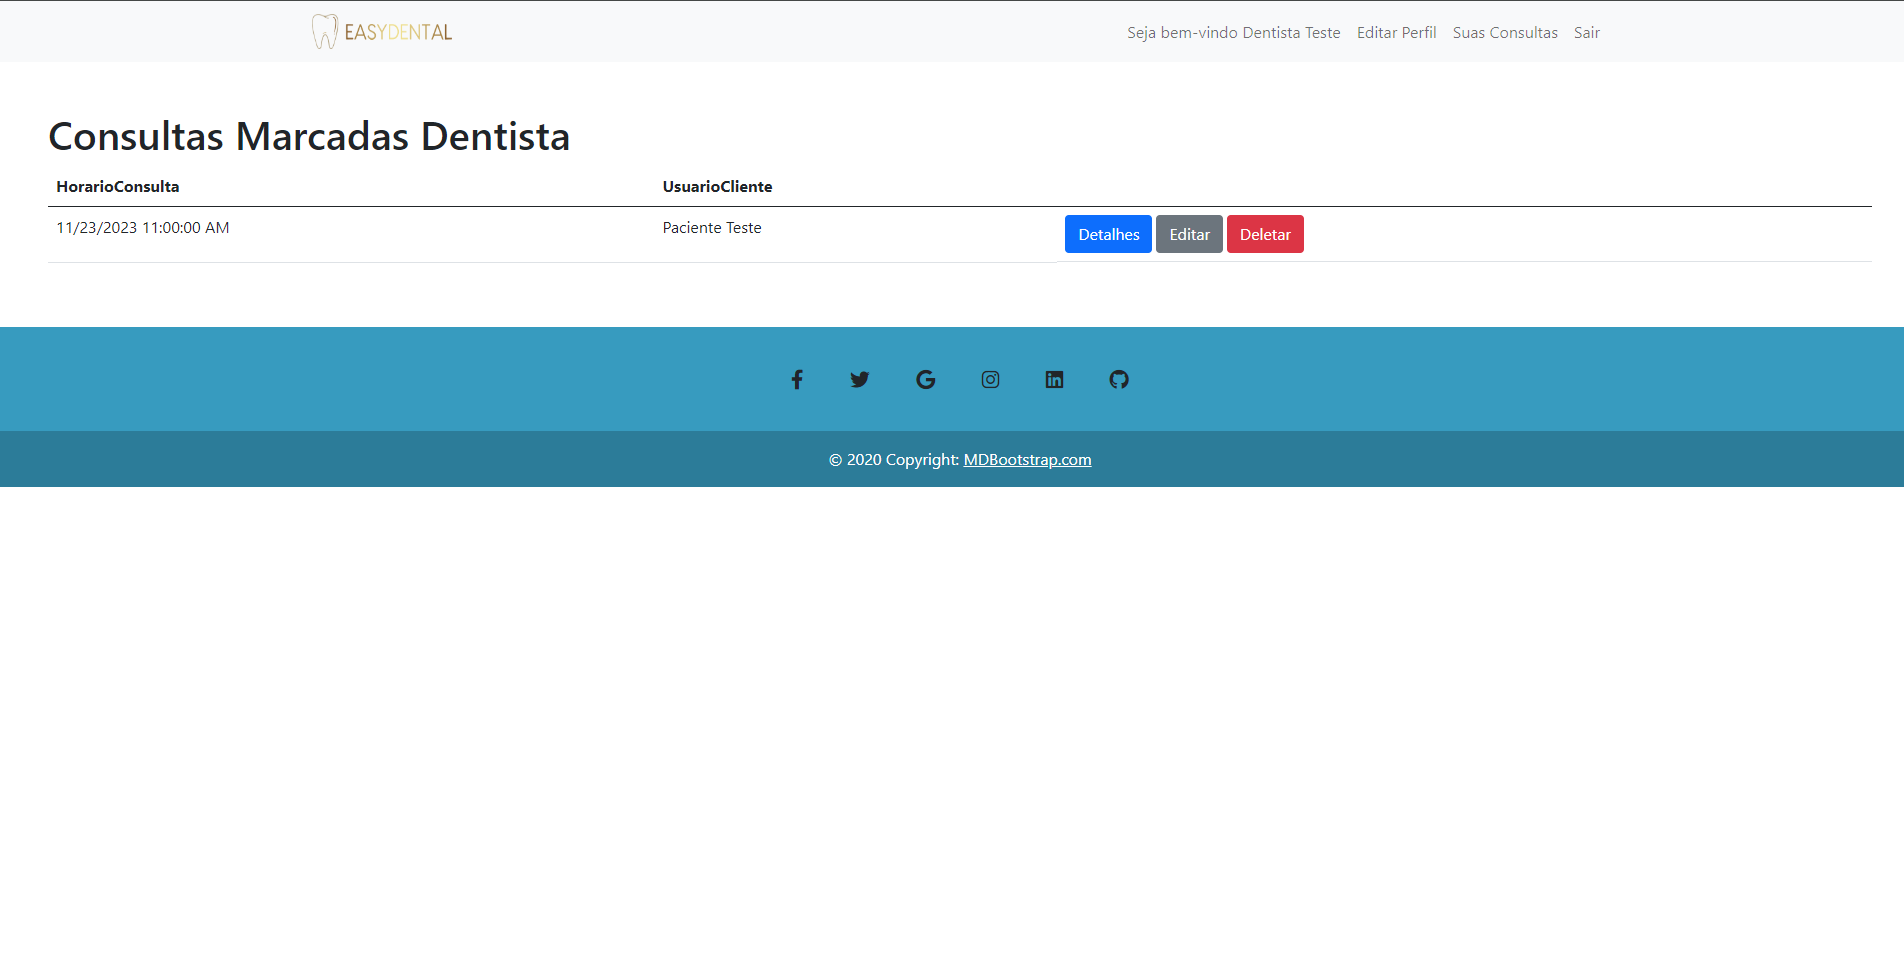 EASYDENTAL
Seja bem-vindo Dentista Teste Editar Perfil Suas Consultas Sair
Consultas Marcadas Dentista
HorarioConsulta UsuarioCliente
11/23/2023 11:00:00 AM Paciente Teste Detalhes Editar Deletar
© 2020 Copyright: MDBootstrap.com